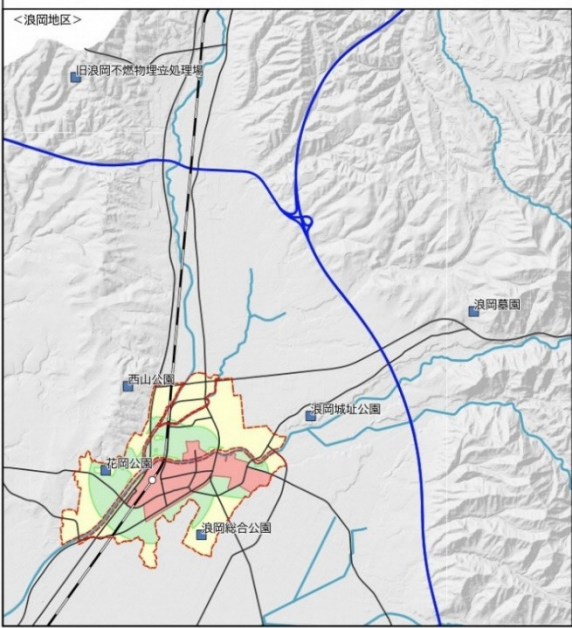 ＜浪岡地区＞
旧浪岡不燃物埋立処理場
浪岡墓園
西山公園
浪岡城址公園
花岡公園
浪岡総合公園